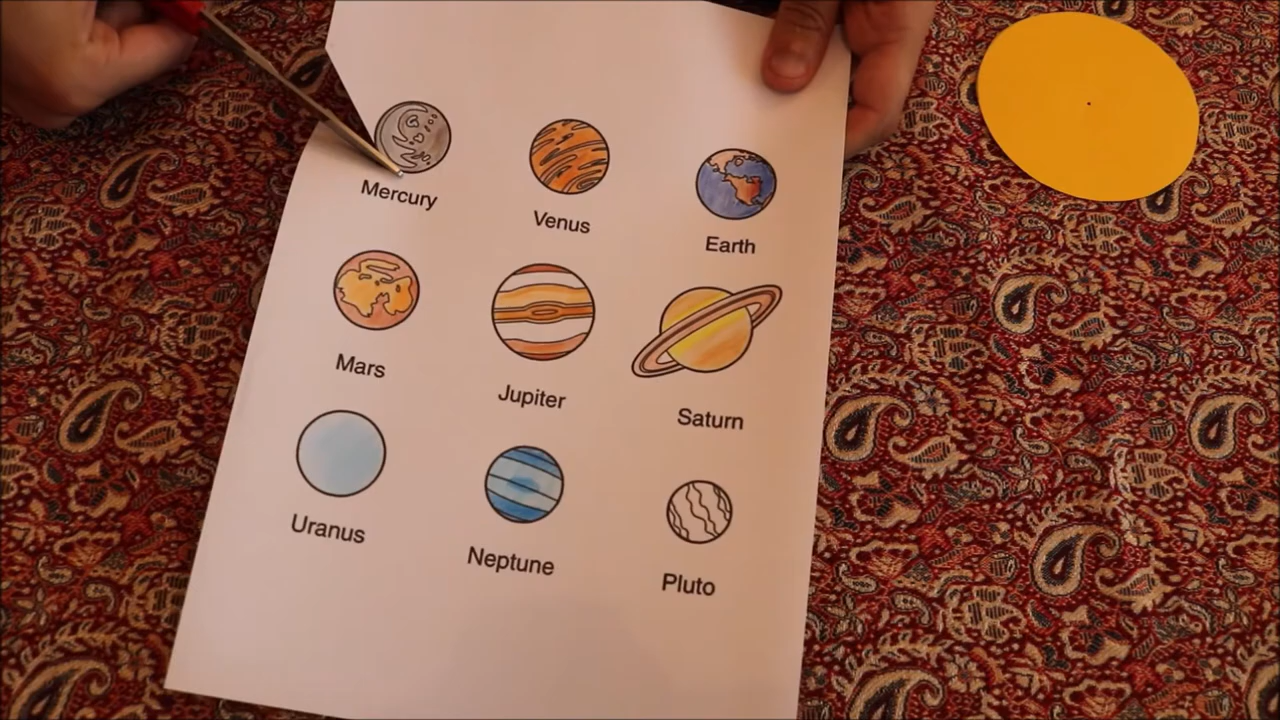 Mercury
Venus
Earth
Mars
Jupiter
Saturn
Uranus
Neptune
Pluto